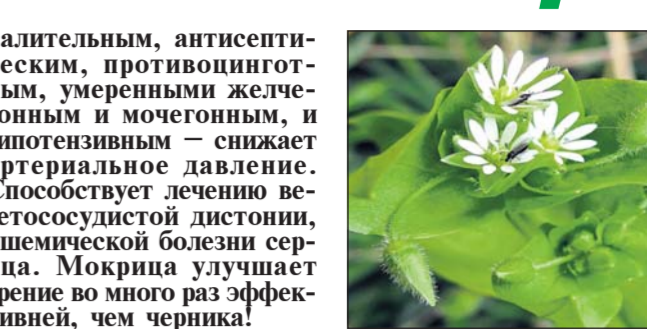 алительным, антисепти-
еским, противоцингот-
ым, умеренными желче-
онным и мочегонным, и
ипотензивным — снижает
ртериальное давление.
Способствует лечению ве-
етососудистой дистонии,
шемической болезни сер-
ца. Мокрица улучшает
рение во много раз эффек-
ивней, чем черника!